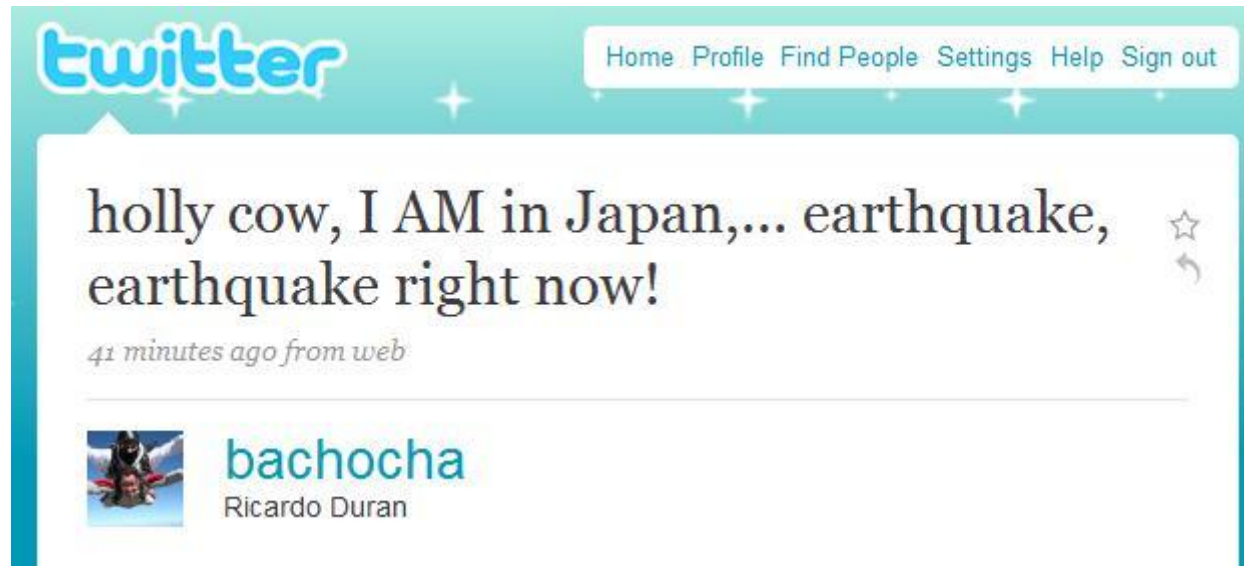 twitter
Home Profile Find People Settings Help Sign out
holly cow, I AM in Japan,... earthquake,
earthquake right now!
41 minutes ago from web
bachocha
Ricardo Duran